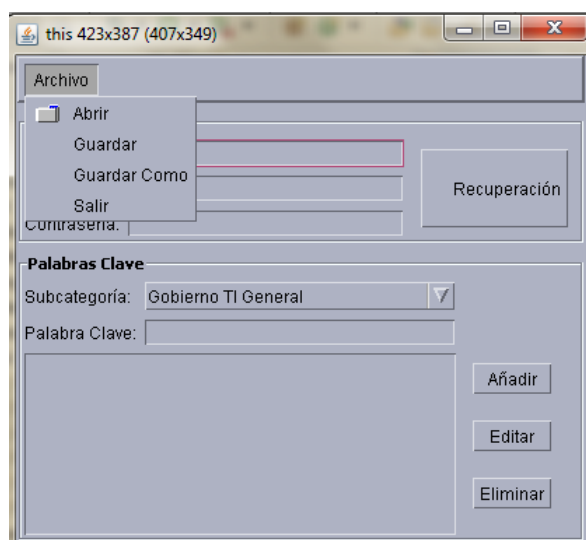 this 423x387 (407x349)
Archivo
Abrir
Guardar
Guardar Como
Salir
Recuperación
Contraseña:
Palabras Clave
Subcategoría: Gobierno TI General
Palabra Clave:
Añadir
Editar
Eliminar